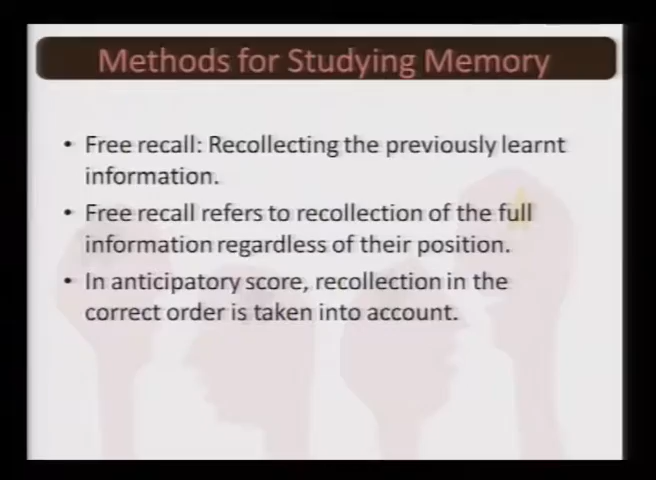 Methods for Studying Memory
• Free recall: Recollecting the previously learnt
information.
• Free recall refers to recollection of the full
information regardless of their position.
• In anticipatory score, recollection in the
correct order is taken into account.